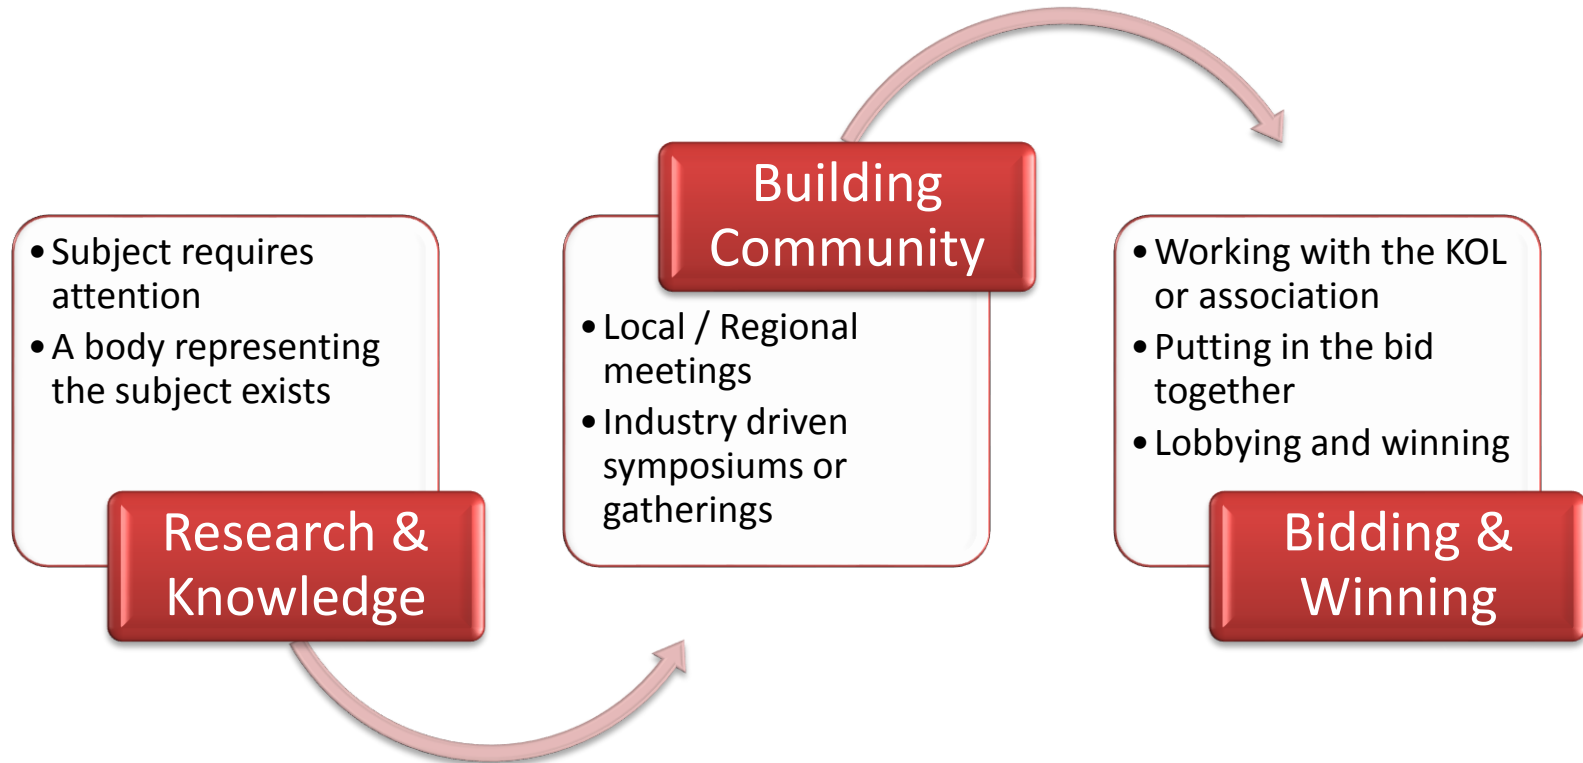 • Subject requires
attention
• A body representing
the subject exists
Research &
Knowledge
Building
Community
• Local / Regional
meetings
• Industry driven
symposiums or
gatherings
• Working with the KOL
or association
• Putting in the bid
together
• Lobbying and winning
Bidding &
Winning